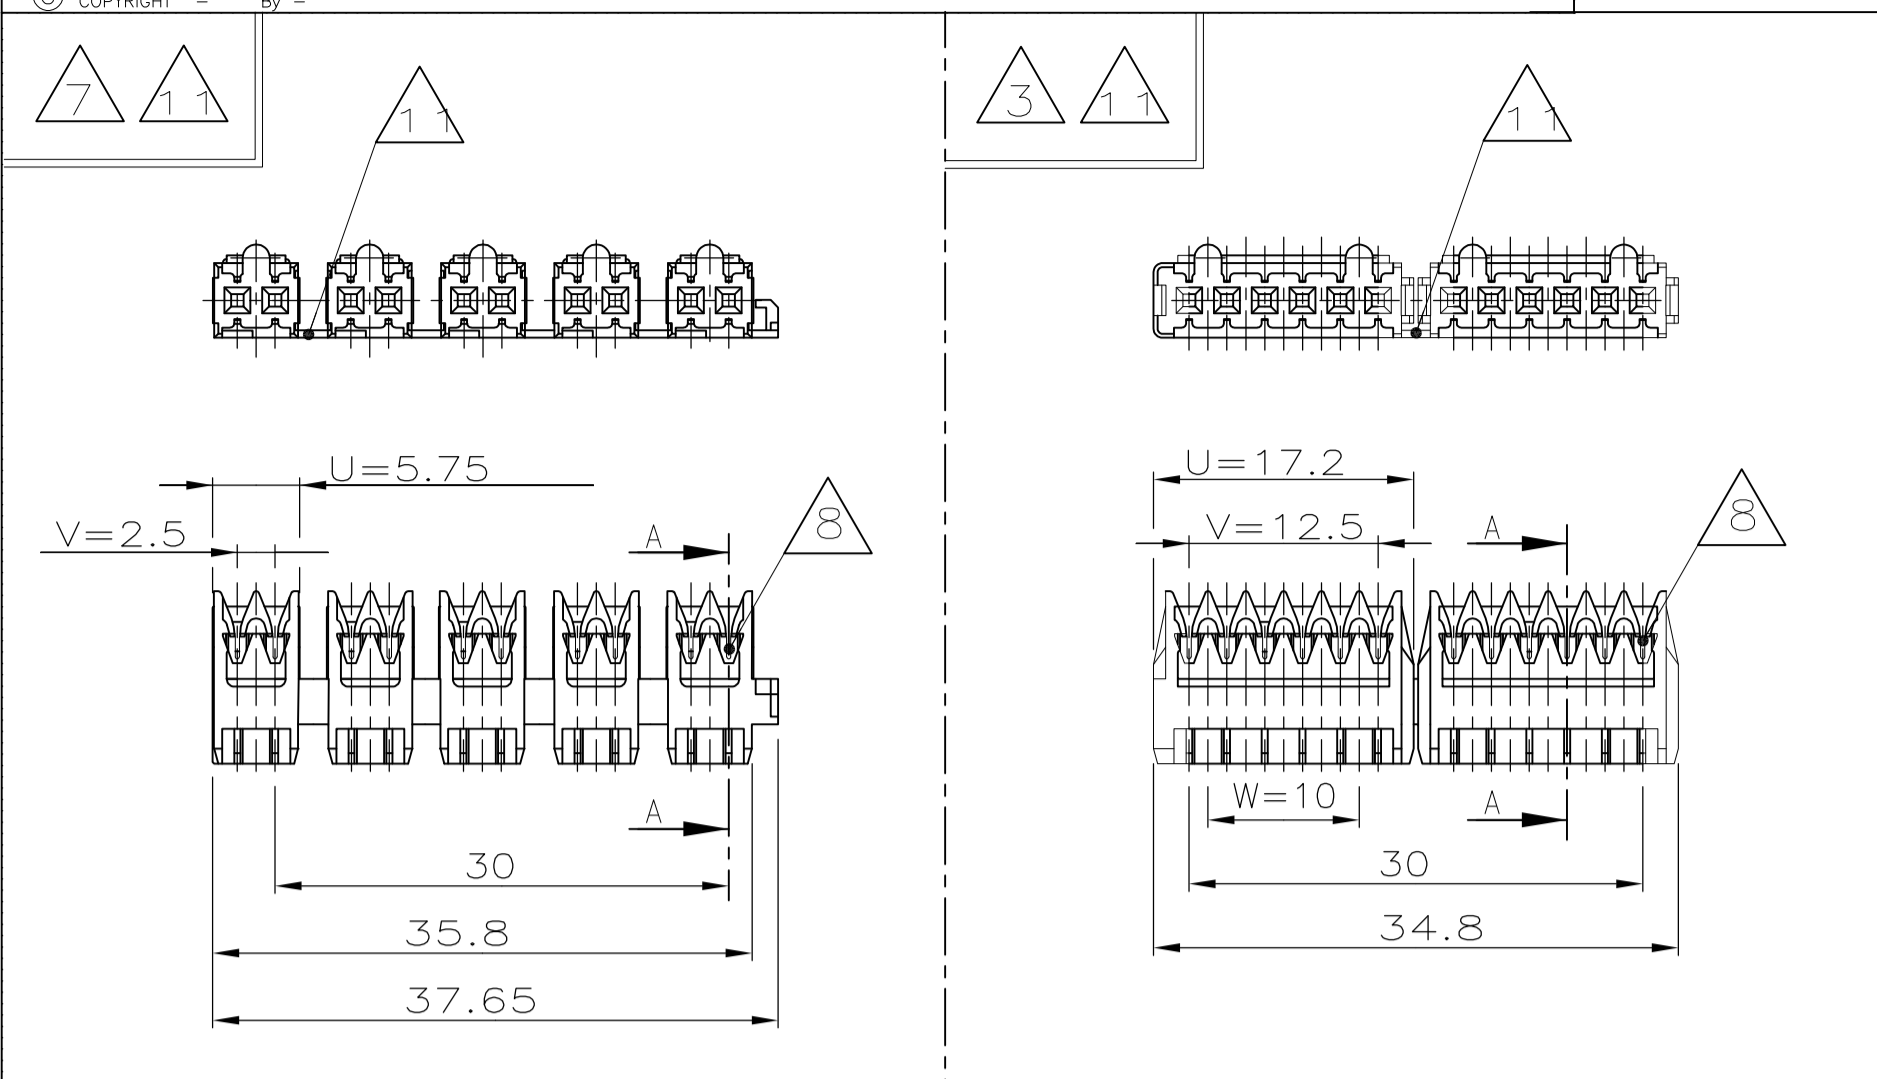 © COPYRIGHT - By -
7 11
11
U=5.75
V=2.5
A
8
A
30
35.8
37.65
3 11
11
U=17.2
V=12.5
A
8
W=10
A
30
34.8